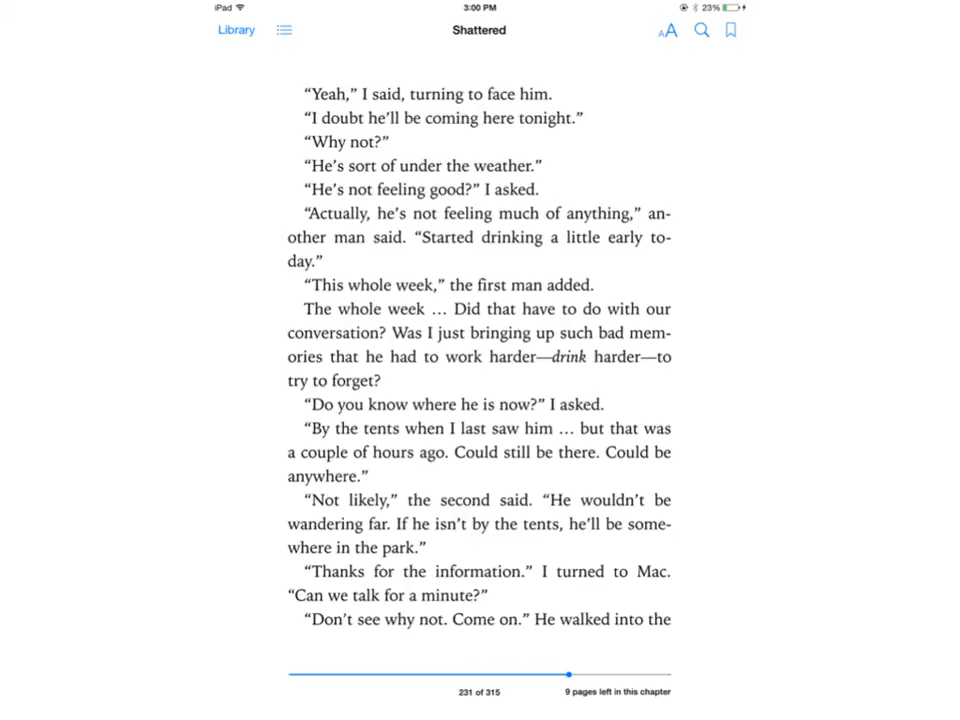 iPad 3:00 PM 23%
Library Shattered AA
“Yeah,” I said, turning to face him.
“I doubt he’ll be coming here tonight.”
“Why not?”
“He’s sort of under the weather.”
“He’s not feeling good?” I asked.
“Actually, he’s not feeling much of anything,” an-
other man said. “Started drinking a little early to-
day.”
“This whole week,” the first man added.
The whole week … Did that have to do with our
conversation? Was I just bringing up such bad mem-
ories that he had to work harder—drink harder—to
try to forget?
“Do you know where he is now?” I asked.
“By the tents when I last saw him … but that was
a couple of hours ago. Could still be there. Could be
anywhere.”
“Not likely,” the second said. “He wouldn’t be
wandering far. If he isn’t by the tents, he’ll be some-
where in the park.”
“Thanks for the information.” I turned to Mac.
“Can we talk for a minute?”
“Don’t see why not. Come on.” He walked into the
231 of 315 9 pages left in this chapter